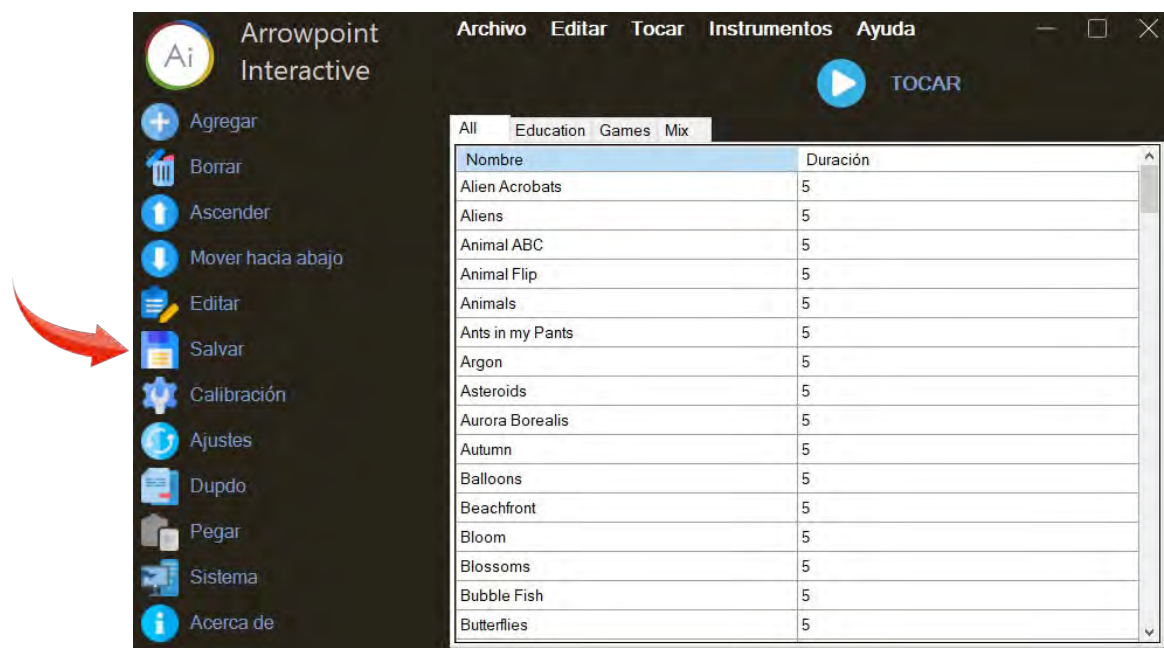 Ai
Arrowpoint
Interactive
Archivo Editar Tocar Instrumentos Ayuda
TOCAR
Agregar
Borrar
Ascender
Mover hacia abajo
Editar
Salvar
Calibración
Ajustes
Dupdo
Pegar
Sistema
Acerca de
All Education Games Mix
Nombre Duración
Alien Acrobats 5
Aliens 5
Animal ABC 5
Animal Flip 5
Animals 5
Ants in my Pants 5
Argon 5
Asteroids 5
Aurora Borealis 5
Autumn 5
Balloons 5
Beachfront 5
Bloom 5
Blossoms 5
Bubble Fish 5
Butterflies 5